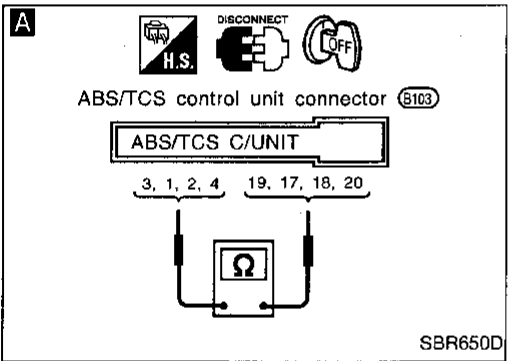 A
DISCONNECT
H.S.
OFF
ABS/TCS control unit connector B103
ABS/TCS C/UNIT
3, 1, 2, 4 19, 17, 18, 20
Ω
SBR650D